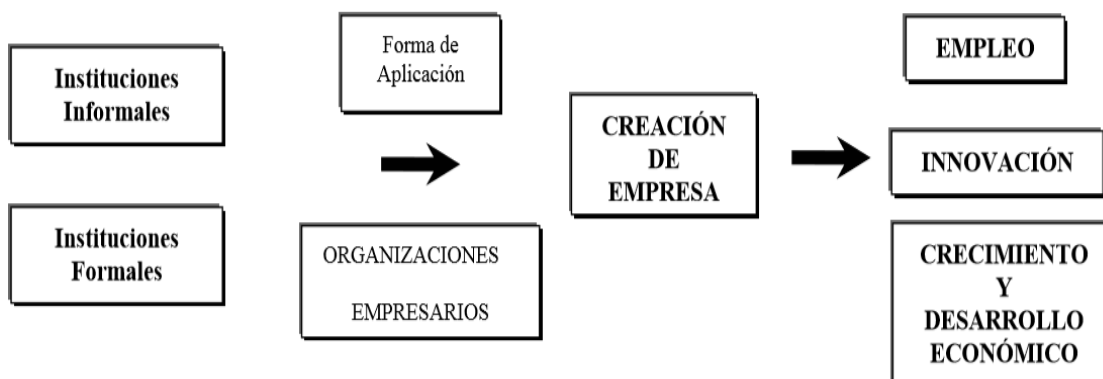 Instituciones
Informales
Instituciones
Formales
Forma de
Aplicación
ORGANIZACIONES
EMPRESARIOS
CREACIÓN
DE
EMPRESA
EMPLEO
INNOVACIÓN
CRECIMIENTO
Y
DESARROLLO
ECONÓMICO